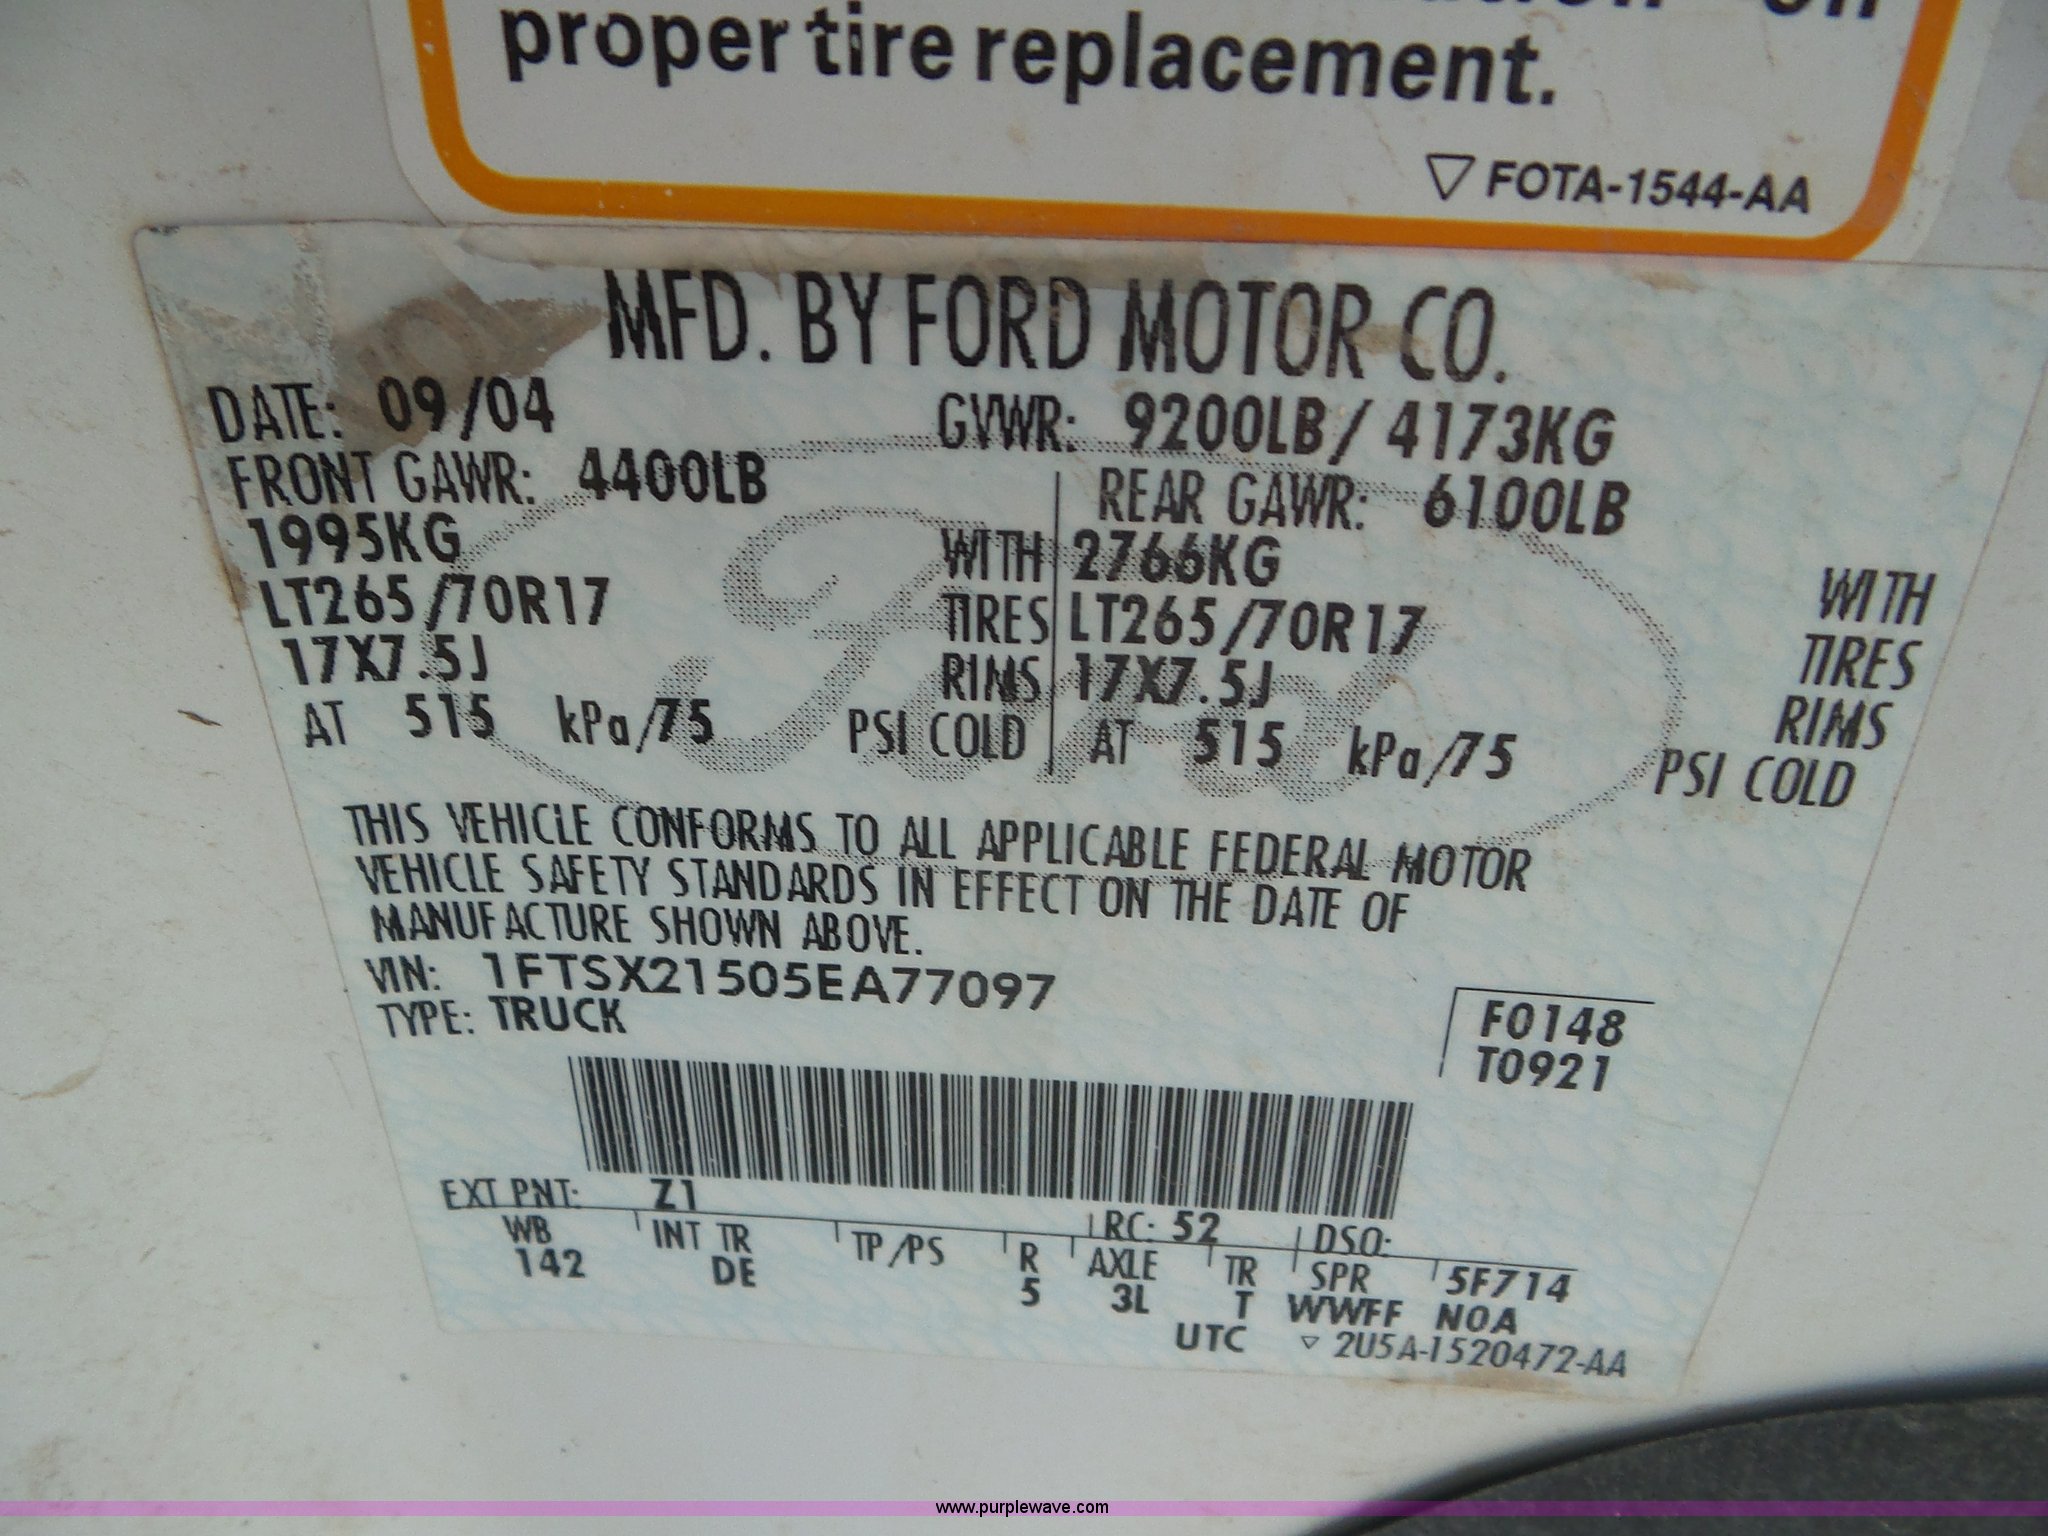 on
proper tire replacement.
▽ FOTA-1544-AA
MFD. BY FORD MOTOR CO.
DATE: 09/04 GVWR: 9200LB/ 4173KG
FRONT GAWR: 4400LB REAR GAWR: 6100LB
1995KG WITH 2766KG WITH
LT265/70R17 TIRES LT265/70R17 TIRES
17X7.5J RIMS 17X7.5J RIMS
AT 515 kPa/75 PSI COLD AT 515 kPa/75 PSI COLD
Ford
THIS VEHICLE CONFORMS TO ALL APPLICABLE FEDERAL MOTOR
VEHICLE SAFETY STANDARDS IN EFFECT ON THE DATE OF
MANUFACTURE SHOWN ABOVE.
VIN: 1FTSX21505EA77097
TYPE: TRUCK
F0148
T0921
EXT PNT: Z1 RC: 52 DSO:
WB INT TR TP/PS R AXLE TR SPR 5F714
142 DE 5 3L T WWFF NOA
UTC ▽ 2U5A-1520472-AA
www.purplewave.com